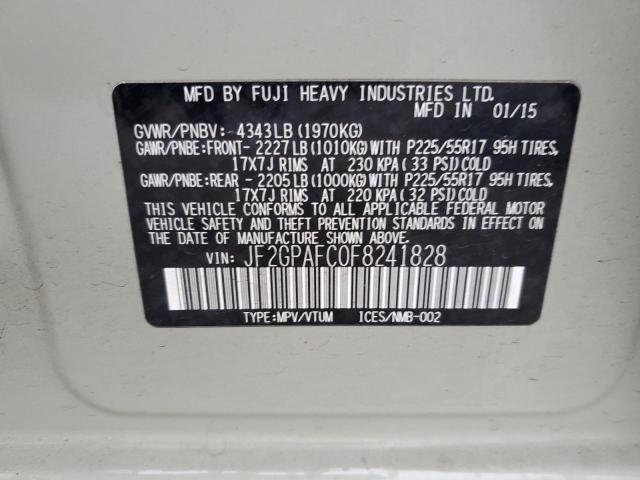 MFD BY FUJI HEAVY INDUSTRIES LTD.
MFD IN 01/15
GVWR/PNBV: 4343LB (1970KG)
GAWR/PNBE:FRONT- 2227LB (1010KG) WITH P225/55R17 95H TIRES,
17X7J RIMS AT 230 KPA (33 PSI) COLD
GAWR/PNBE:REAR - 2205LB (1000KG) WITH P225/55R17 95H TIRES,
17X7J RIMS AT 220 KPA (32 PSI) COLD
THIS VEHICLE CONFORMS TO ALL APPLICABLE FEDERAL MOTOR
VEHICLE SAFETY AND THEFT PREVENTION STANDARDS IN EFFECT ON
THE DATE OF MANUFACTURE SHOWN ABOVE.
VIN: JF2GPAFC0F8241828
TYPE:MPV/VTUM ICES/NMB-002